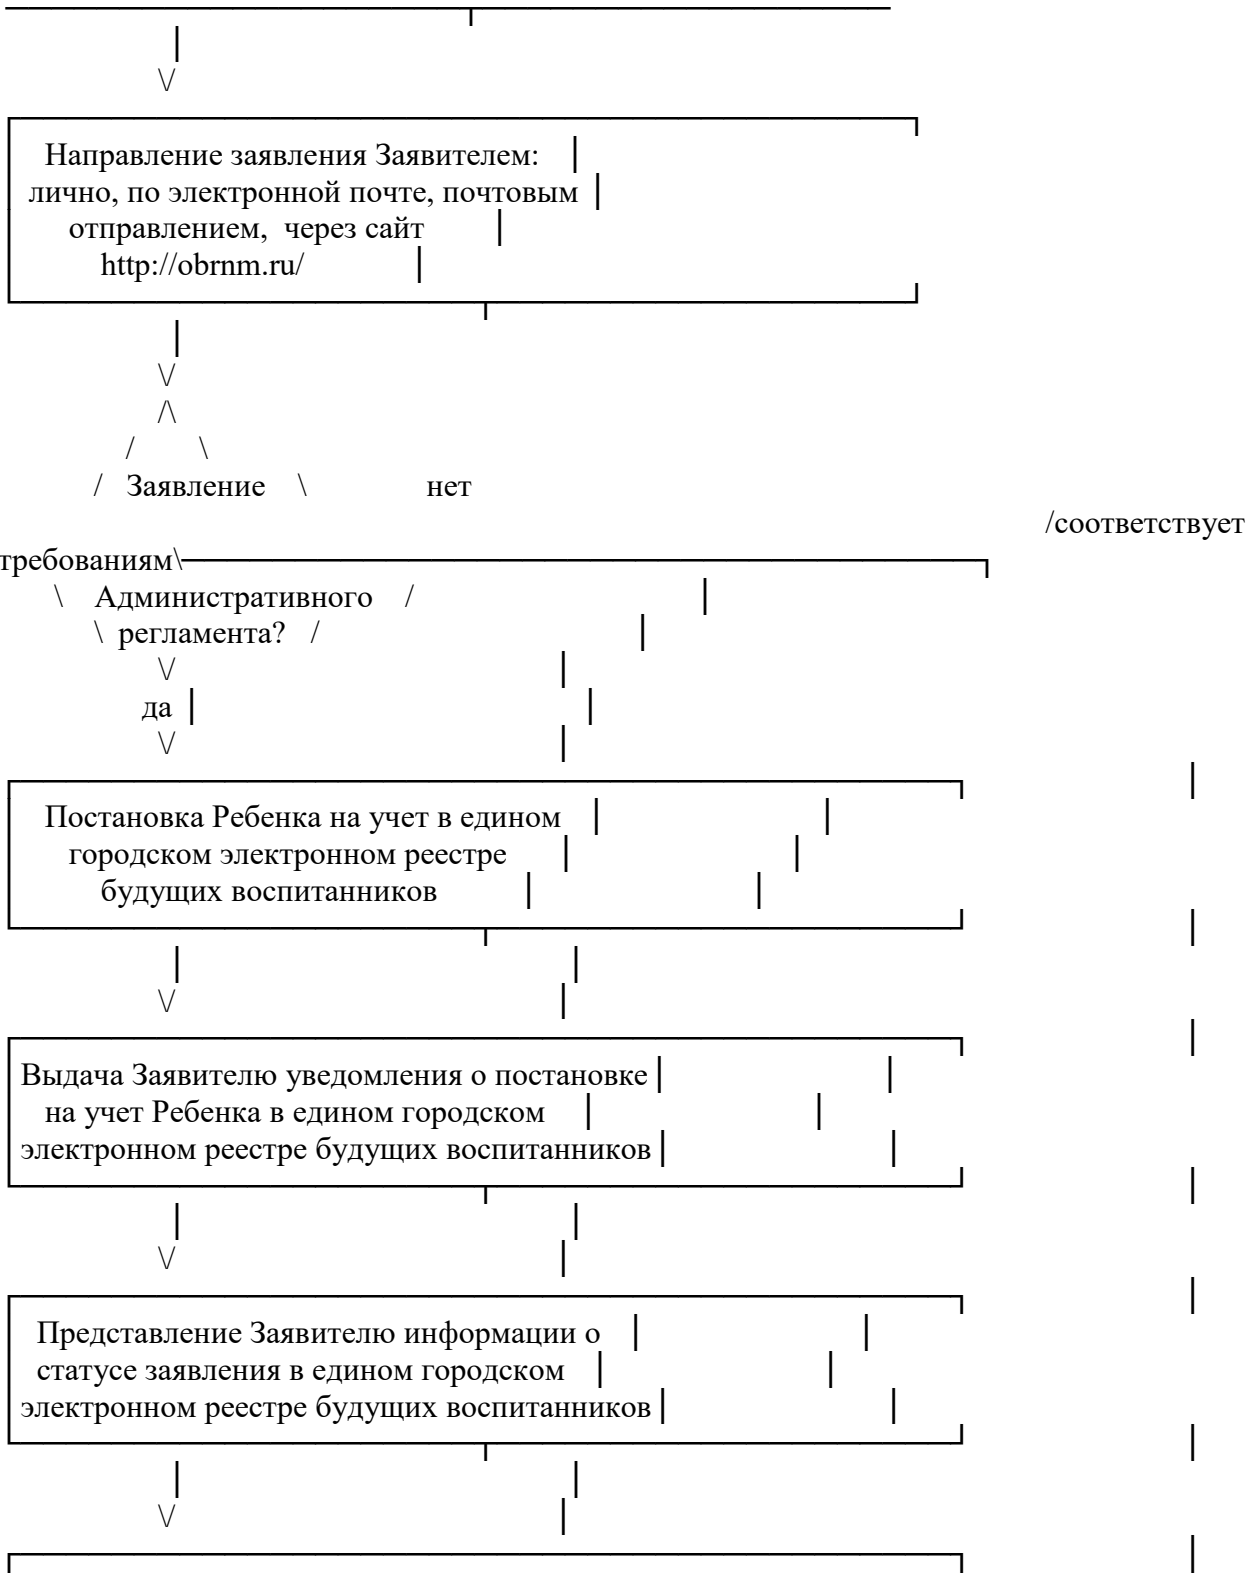 Направление заявления Заявителем:
лично, по электронной почте, почтовым
отправлением, через сайт
http://obrnm.ru/
Заявление нет
/соответствует
требованиям\
\ Административного /
\ регламента? /
да
Постановка Ребенка на учет в едином
городском электронном реестре
будущих воспитанников
Выдача Заявителю уведомления о постановке
на учет Ребенка в едином городском
электронном реестре будущих воспитанников
Представление Заявителю информации о
статусе заявления в едином городском
электронном реестре будущих воспитанников